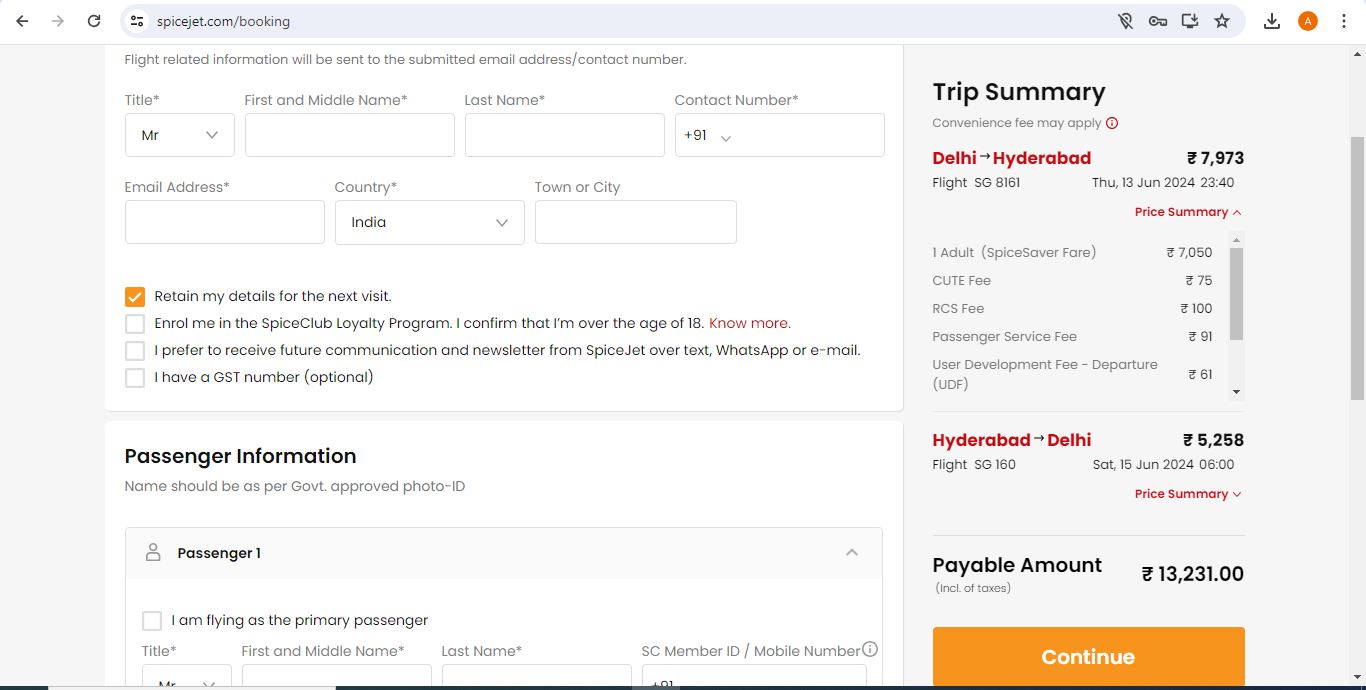 spicejet.com/booking
A
Flight related information will be sent to the submitted email address/contact number.
Title* First and Middle Name* Last Name* Contact Number*
Mr +91
Email Address* Country* Town or City
India
Retain my details for the next visit.
Enrol me in the SpiceClub Loyalty Program. I confirm that I'm over the age of 18. Know more.
I prefer to receive future communication and newsletter from SpiceJet over text, WhatsApp or e-mail.
I have a GST number (optional)
Passenger Information
Name should be as per Govt. approved photo-ID
Passenger 1
I am flying as the primary passenger
Title* First and Middle Name* Last Name* SC Member ID / Mobile Number
Mr +91
Trip Summary
Convenience fee may apply
Delhi → Hyderabad ₹ 7,973
Flight SG 8161 Thu, 13 Jun 2024 23:40
Price Summary
1 Adult (SpiceSaver Fare) ₹ 7,050
CUTE Fee ₹ 75
RCS Fee ₹ 100
Passenger Service Fee ₹ 91
User Development Fee - Departure
(UDF) ₹ 61
Hyderabad → Delhi ₹ 5,258
Flight SG 160 Sat, 15 Jun 2024 06:00
Price Summary
Payable Amount ₹ 13,231.00
(Incl. of taxes)
Continue